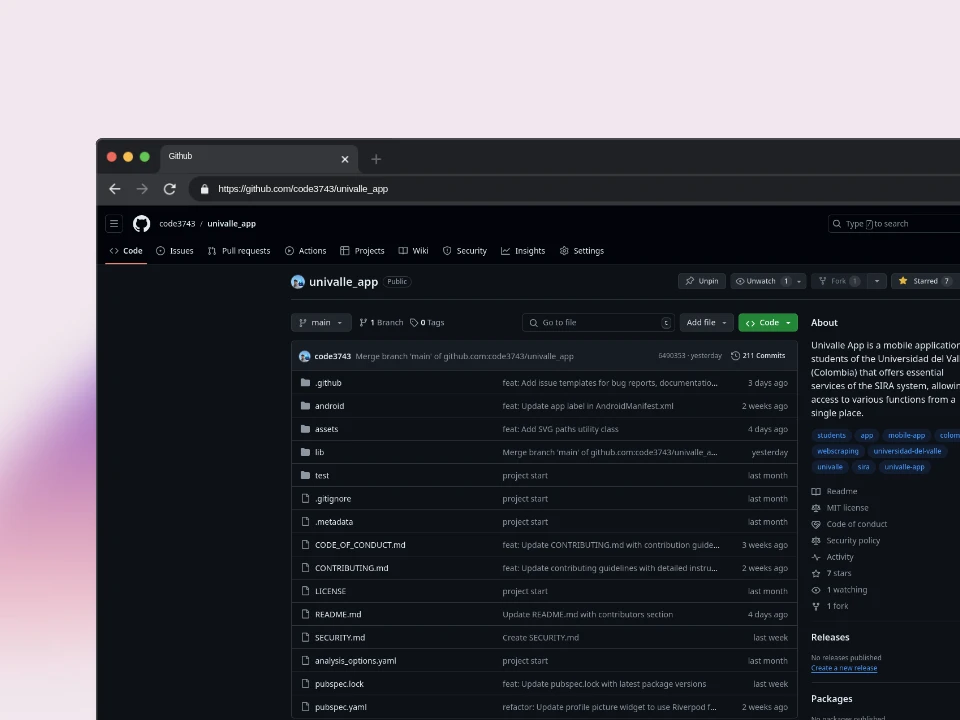 Github
https://github.com/code3743/univalle_app
code3743 / univalle_app
Type / to search
Code Issues Pull requests Actions Projects Wiki Security Insights Settings
univalle_app Public
Unpin Unwatch 1 Fork 1 Starred 7
main 1 Branch 0 Tags
Go to file t
Add file Code
code3743 Merge branch 'main' of github.com:code3743/univalle_app 6490353 · yesterday 211 Commits
.github feat: Add issue templates for bug reports, documentatio... 3 days ago
android feat: Update app label in AndroidManifest.xml 2 weeks ago
assets feat: Add SVG paths utility class 4 days ago
lib Merge branch 'main' of github.com:code3743/univalle_a... yesterday
test project start last month
.gitignore project start last month
.metadata project start last month
CODE_OF_CONDUCT.md feat: Update CONTRIBUTING.md with contribution guide... 3 weeks ago
CONTRIBUTING.md feat: Update contributing guidelines with detailed instru... 2 weeks ago
LICENSE project start last month
README.md Update README.md with contributors section 4 days ago
SECURITY.md Create SECURITY.md last week
analysis_options.yaml project start last month
pubspec.lock feat: Update pubspec.lock with latest package versions last week
pubspec.yaml refactor: Update profile picture widget to use Riverpod f... 2 weeks ago
About
Univalle App is a mobile application
students of the Universidad del Vall
(Colombia) that offers essential
services of the SIRA system, allowin
access to various functions from a
single place.
students app mobile-app colom
webscraping universidad-del-valle
univalle sira univalle-app
Readme
MIT license
Code of conduct
Security policy
Activity
7 stars
1 watching
1 fork
Releases
No releases published
Create a new release
Packages
No packages published